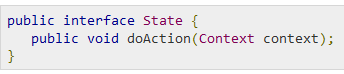 public interface State {
   public void doAction(Context context);
}